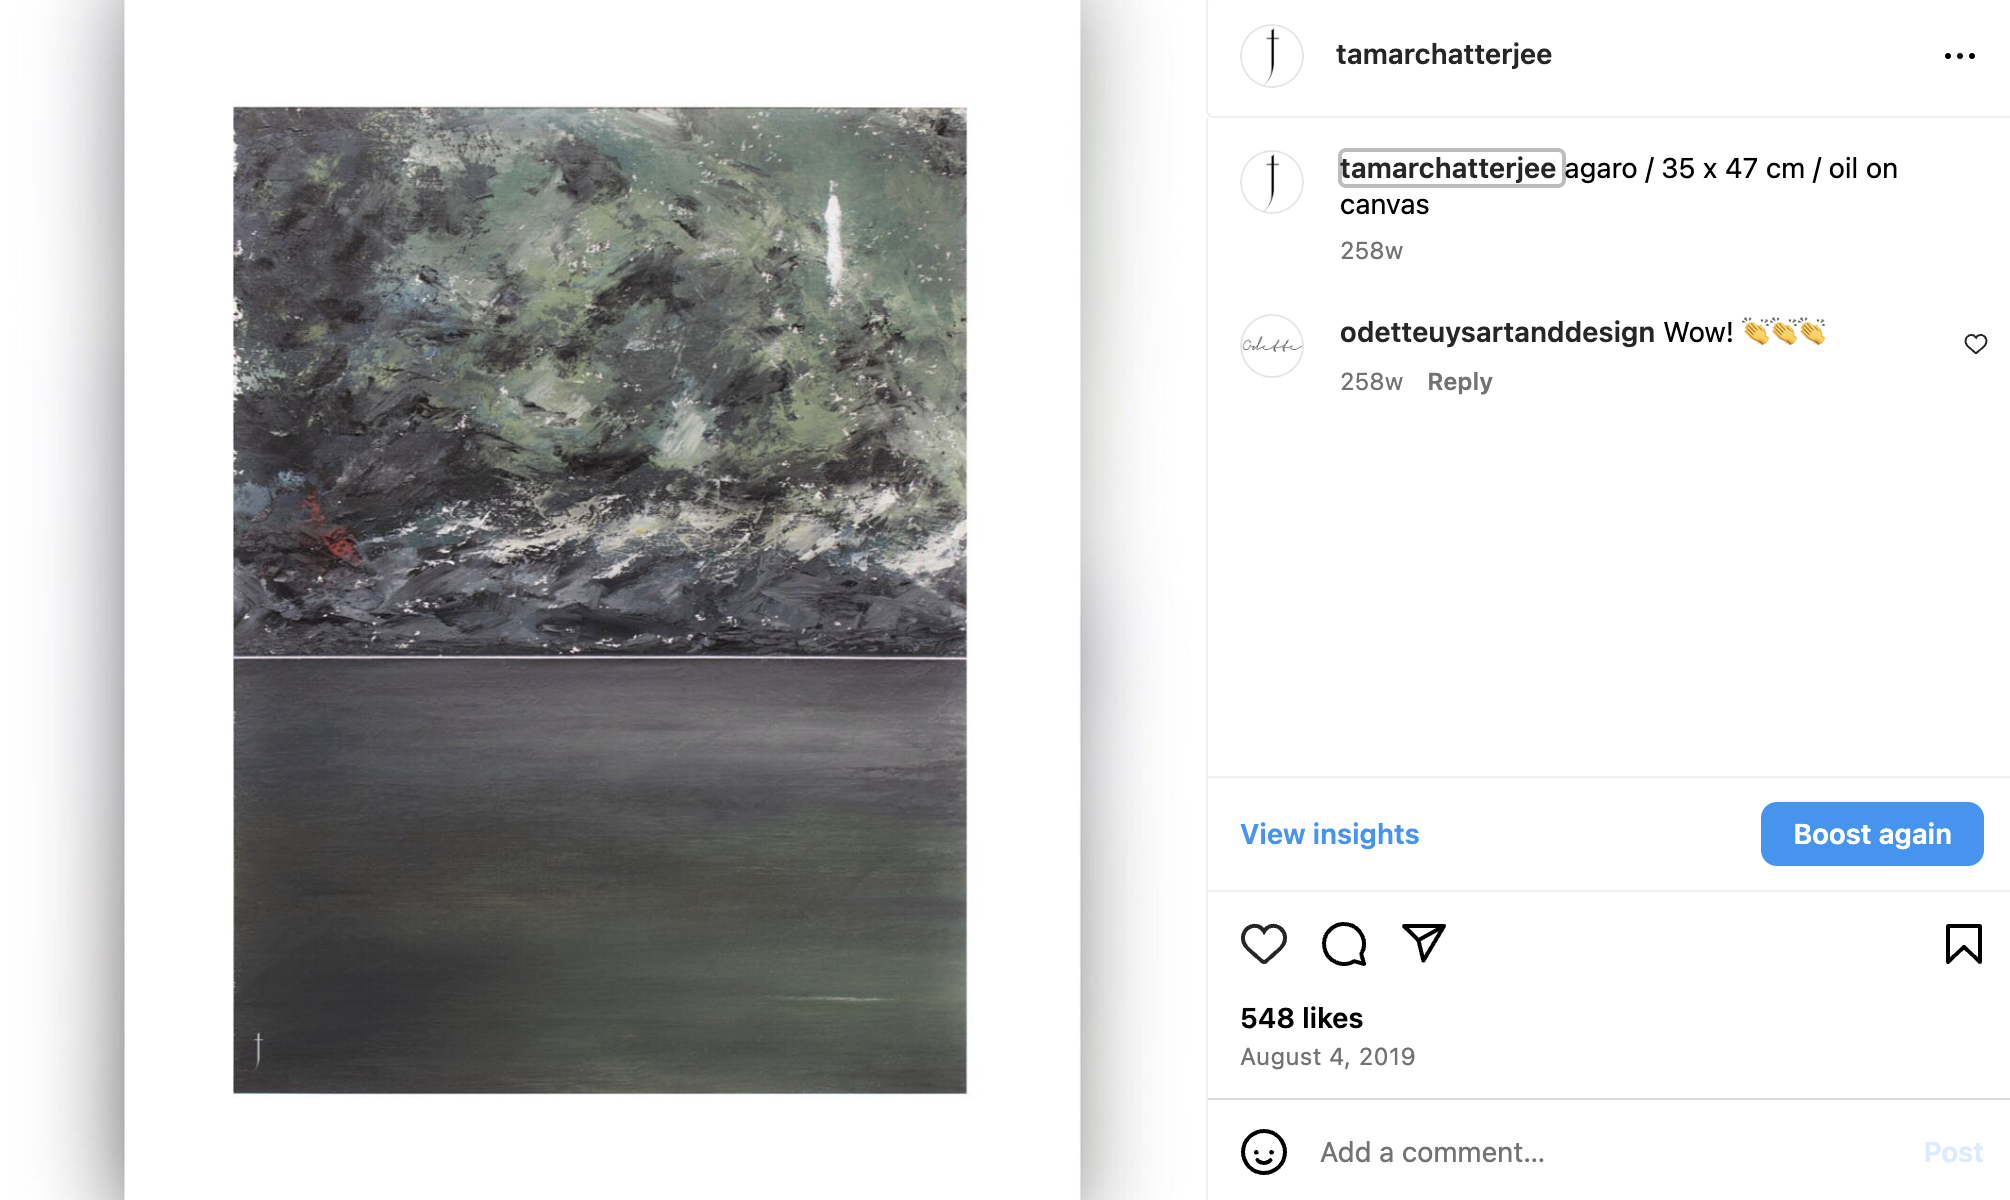 tamarchatterjee
tamarchatterjee agaro / 35 x 47 cm / oil on
canvas
258w
Odette
odetteuysartanddesign Wow! 👏👏👏
258w Reply
View insights
Boost again
548 likes
August 4, 2019
Add a comment...
Post